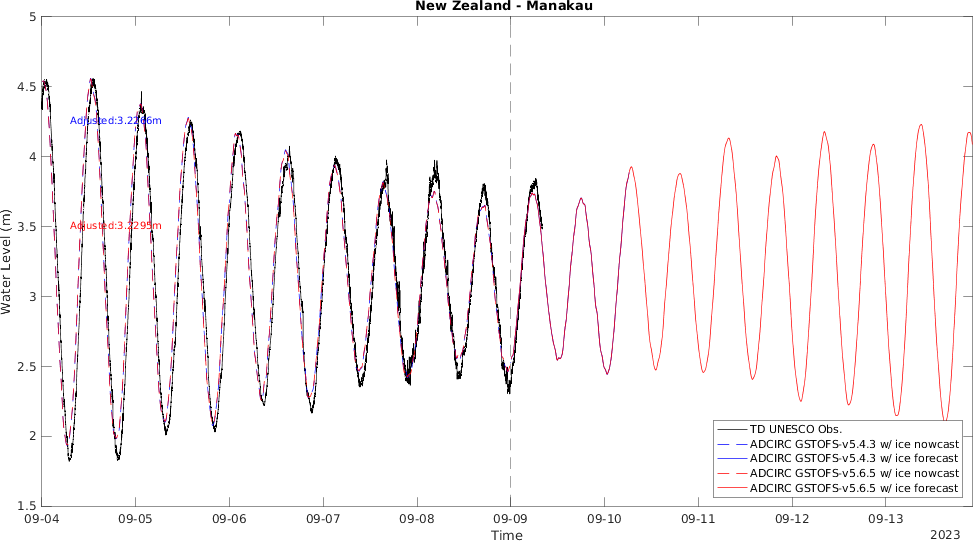 New Zealand - Manakau
5
4.5
Adjusted:3.2266m
4
3.5
Adjusted:3.2295m
3
2.5
2
1.5
Water Level (m)
TD UNESCO Obs.
ADCIRC GSTOFS-v5.4.3 w/ ice nowcast
ADCIRC GSTOFS-v5.4.3 w/ ice forecast
ADCIRC GSTOFS-v5.6.5 w/ ice nowcast
ADCIRC GSTOFS-v5.6.5 w/ ice forecast
09-04 09-05 09-06 09-07 09-08 09-09 09-10 09-11 09-12 09-13
Time
2023